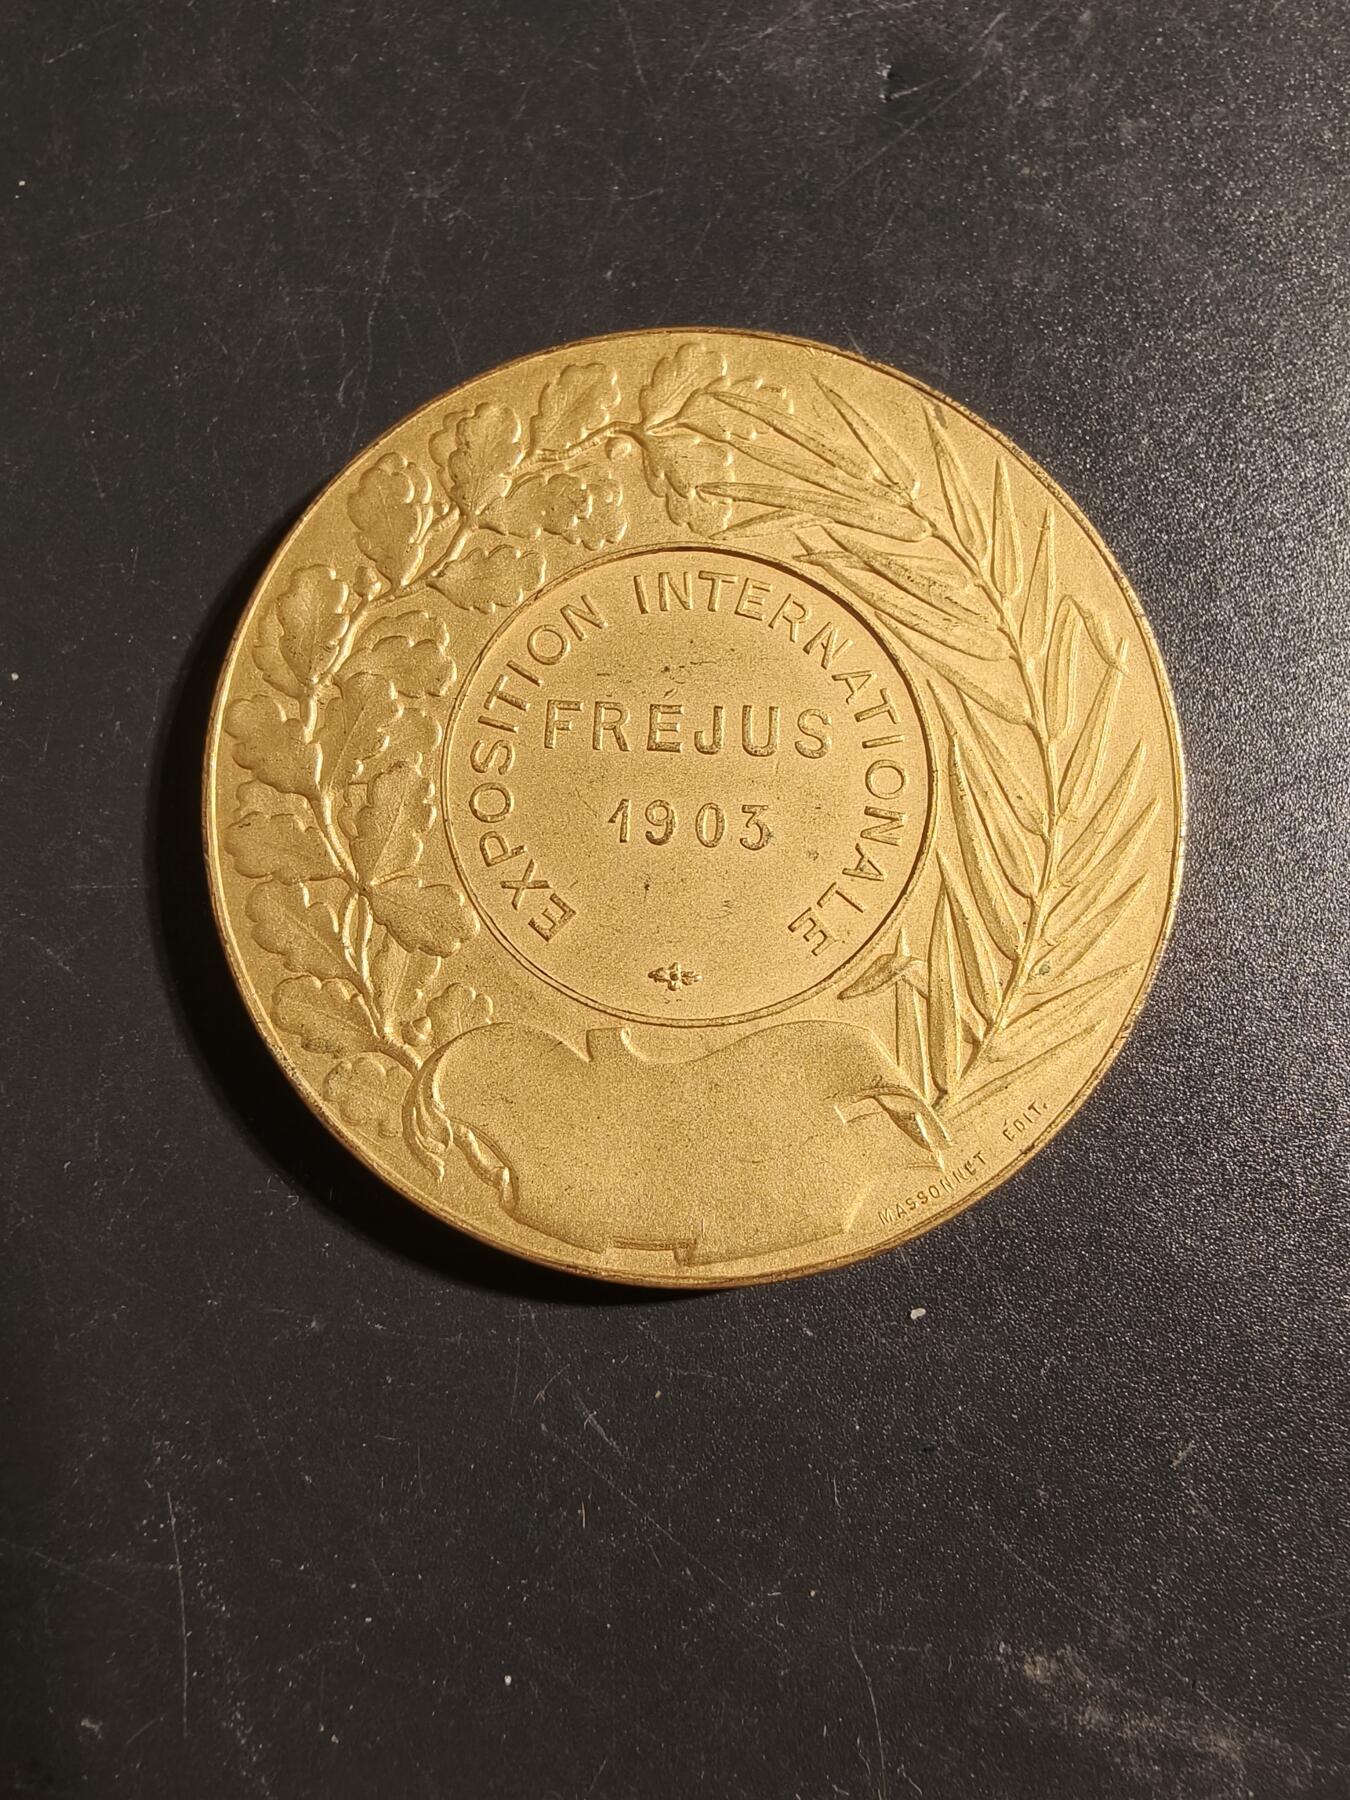 EXPOSITION INTERNATIONALE
FRÉJUS
1903
MASSONNET ÉDIT.